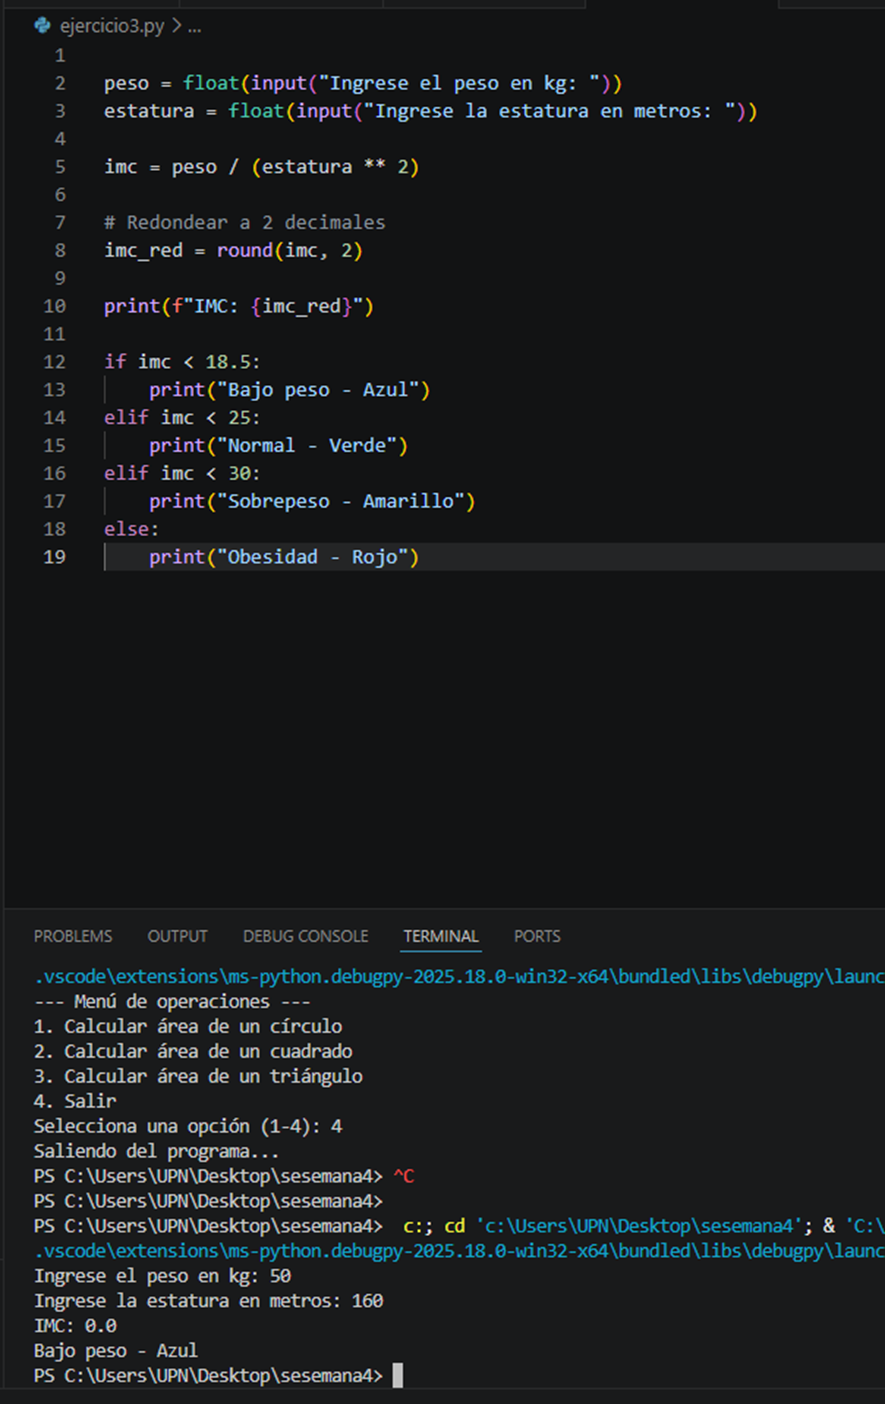 ejercicio3.py > ...
1
2 peso = float(input("Ingrese el peso en kg: "))
3 estatura = float(input("Ingrese la estatura en metros: "))
4
5 imc = peso / (estatura ** 2)
6
7 # Redondear a 2 decimales
8 imc_red = round(imc, 2)
9
10 print(f"IMC: {imc_red}")
11
12 if imc < 18.5:
13     print("Bajo peso - Azul")
14 elif imc < 25:
15     print("Normal - Verde")
16 elif imc < 30:
17     print("Sobrepeso - Amarillo")
18 else:
19     print("Obesidad - Rojo")
PROBLEMS OUTPUT DEBUG CONSOLE TERMINAL PORTS
.vscode\extensions\ms-python.debugpy-2025.18.0-win32-x64\bundled\libs\debugpy\launc
--- Menú de operaciones ---
1. Calcular área de un círculo
2. Calcular área de un cuadrado
3. Calcular área de un triángulo
4. Salir
Selecciona una opción (1-4): 4
Saliendo del programa...
PS C:\Users\UPN\Desktop\sesemana4> ^C
PS C:\Users\UPN\Desktop\sesemana4>
PS C:\Users\UPN\Desktop\sesemana4>  c:; cd 'c:\Users\UPN\Desktop\sesemana4'; & 'C:\
.vscode\extensions\ms-python.debugpy-2025.18.0-win32-x64\bundled\libs\debugpy\launc
Ingrese el peso en kg: 50
Ingrese la estatura en metros: 160
IMC: 0.0
Bajo peso - Azul
PS C:\Users\UPN\Desktop\sesemana4>